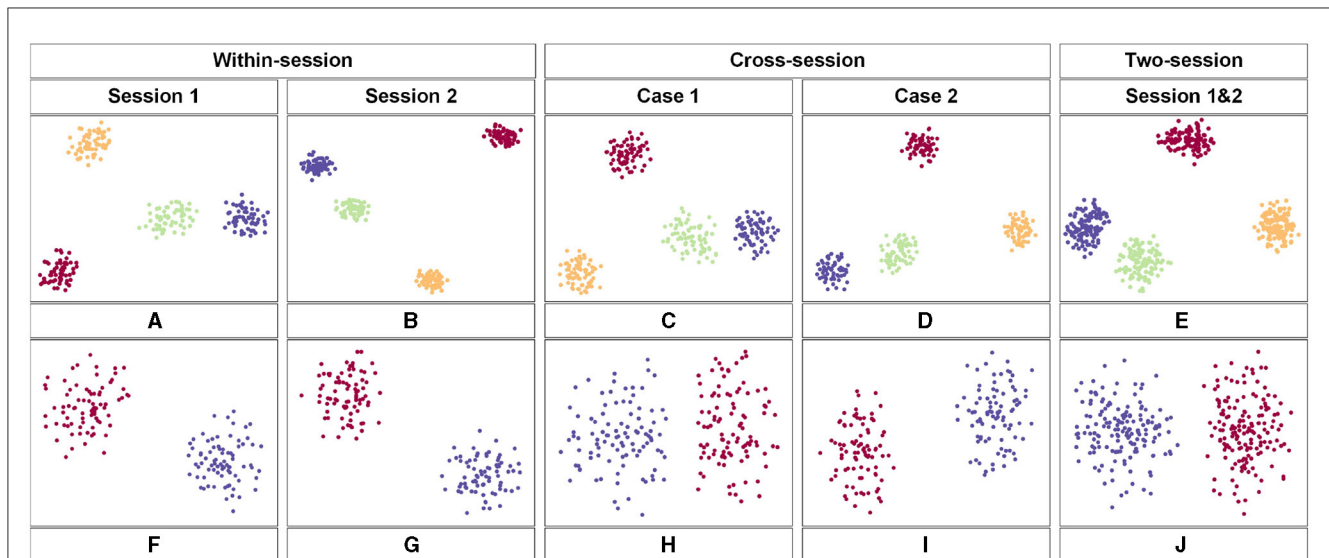 Within-session Cross-session Two-session
Session 1 Session 2 Case 1 Case 2 Session 1&2
A B C D E
F G H I J